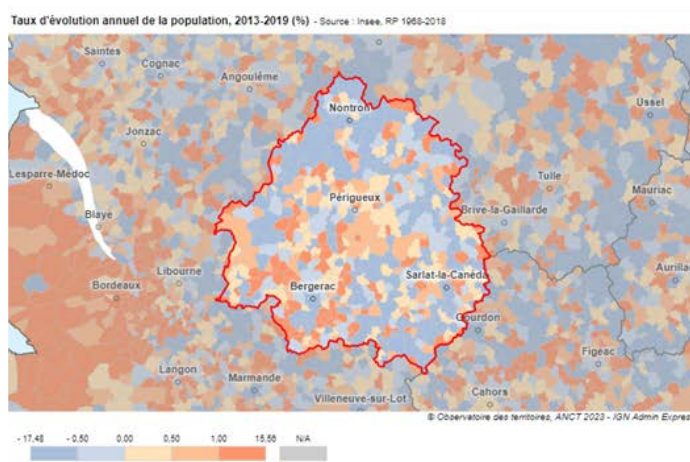 Taux d'évolution annuel de la population, 2013-2019 (%) - Source : Insee, RP 1968-2018
Saintes
Cognac
Angoulême
Nontron
Ussel
Jonzac
Tulle
Lesparre-Médoc
Périgueux
Mauriac
Blaye
Brive-la-Gaillarde
Libourne
Aurillac
Bordeaux
Bergerac
Sarlat-la-Canéda
Gourdon
Figeac
Langon
Marmande
Villeneuve-sur-Lot
Cahors
© Observatoire des territoires, ANCT 2023 - IGN Admin Expres
- 17,48 - 0,50 0,00 0,50 1,00 15,56 N/A